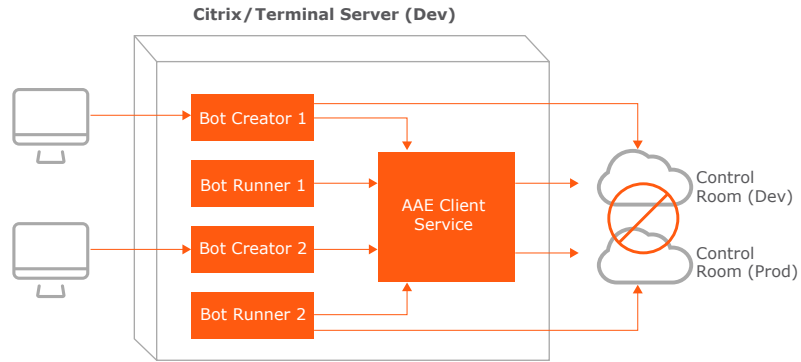 Citrix/Terminal Server (Dev)
Bot Creator 1
Bot Runner 1
Bot Creator 2
Bot Runner 2
AAE Client
Service
Control
Room (Dev)
Control
Room (Prod)